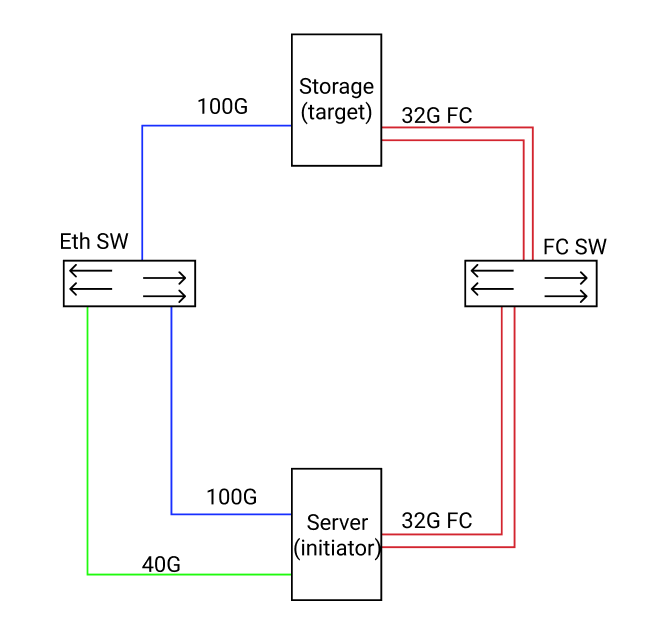 Storage
(target)
100G
32G FC
Eth SW
FC SW
100G
Server
(initiator)
32G FC
40G